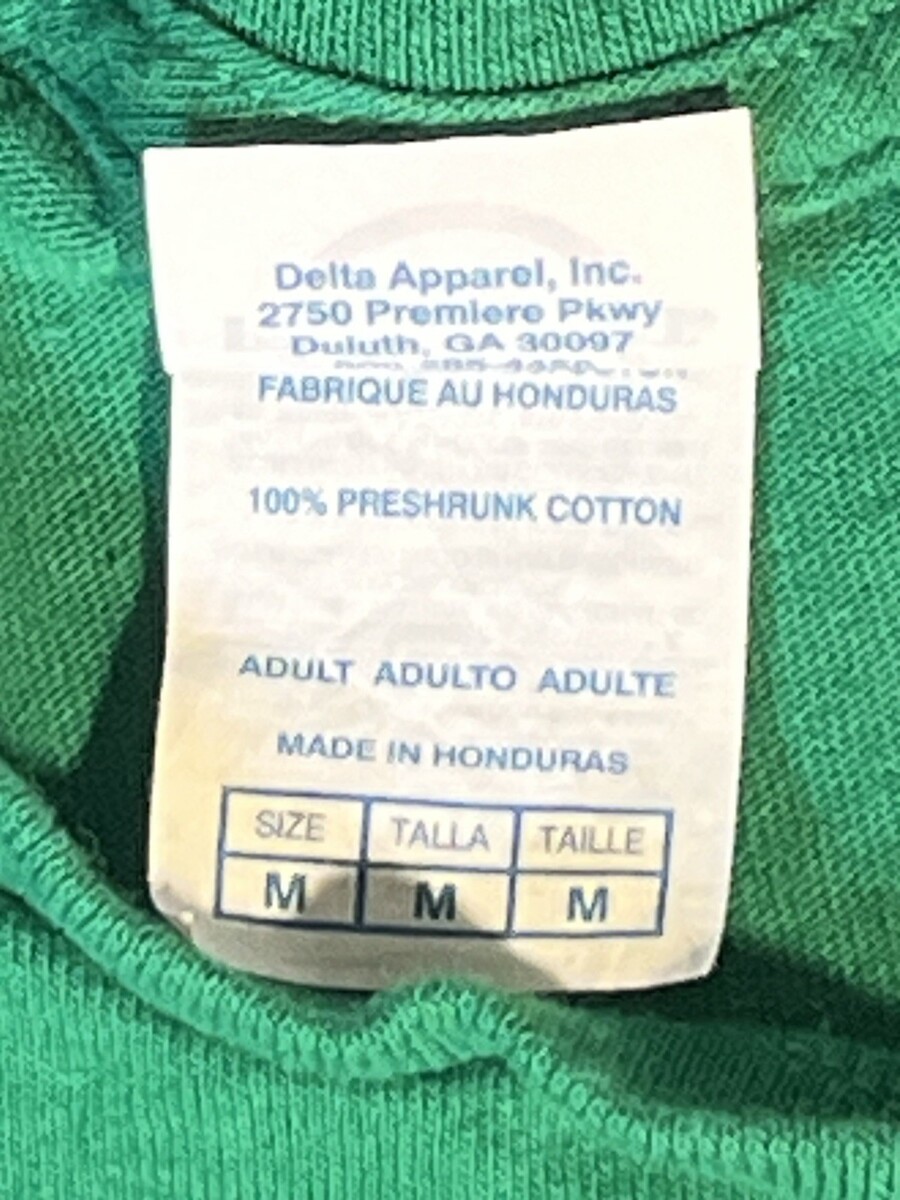 Delta Apparel, Inc.
2750 Premiere Pkwy
Duluth, GA 30097
FABRIQUE AU HONDURAS
100% PRESHRUNK COTTON
ADULT ADULTO ADULTE
MADE IN HONDURAS
SIZE TALLA TAILLE
M M M